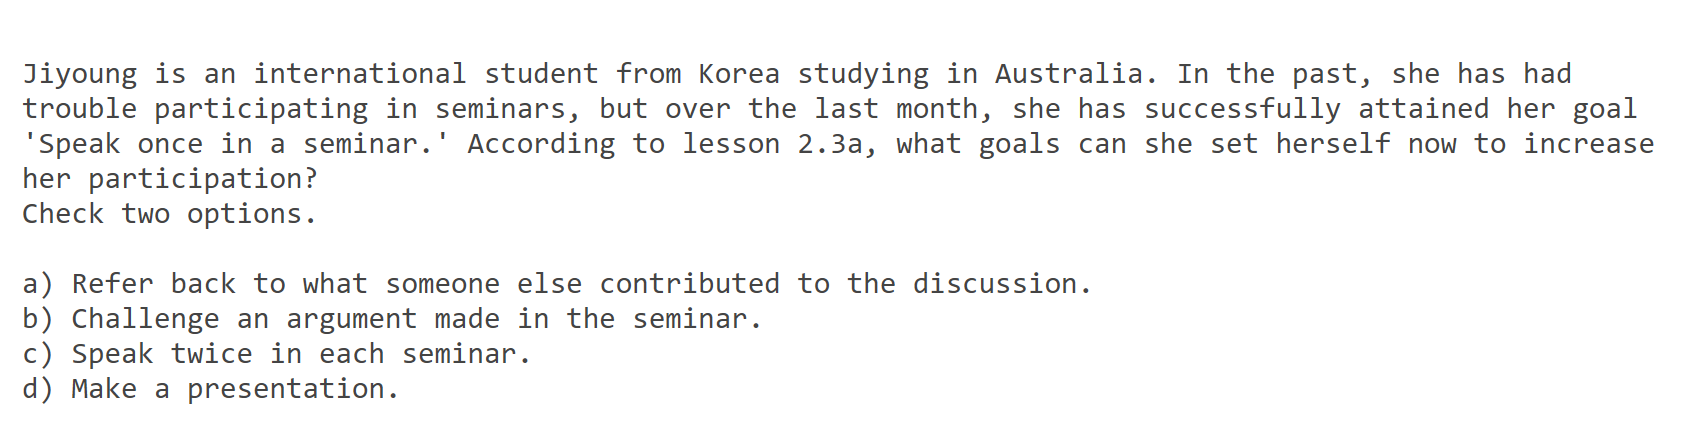 Jiyoung is an international student from Korea studying in Australia. In the past, she has had
trouble participating in seminars, but over the last month, she has successfully attained her goal
'Speak once in a seminar.' According to lesson 2.3a, what goals can she set herself now to increase
her participation?
Check two options.
a) Refer back to what someone else contributed to the discussion.
b) Challenge an argument made in the seminar.
c) Speak twice in each seminar.
d) Make a presentation.